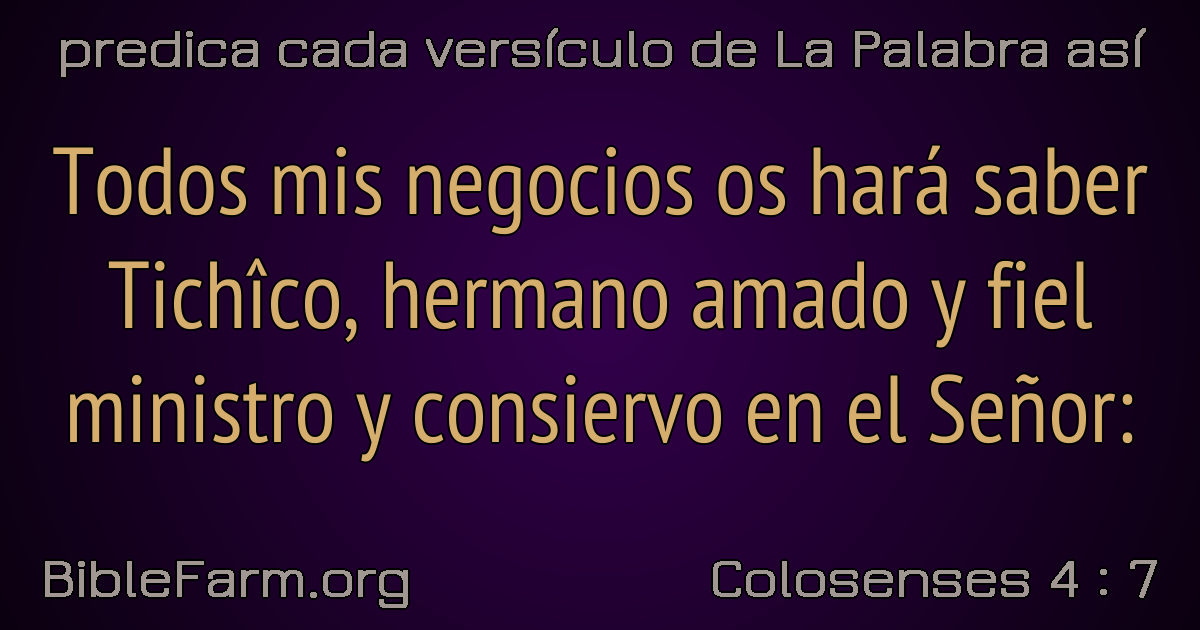 predica cada versículo de La Palabra así
Todos mis negocios os hará saber
Tichîco, hermano amado y fiel
ministro y consiervo en el Señor:
BibleFarm.org
Colosenses 4 : 7